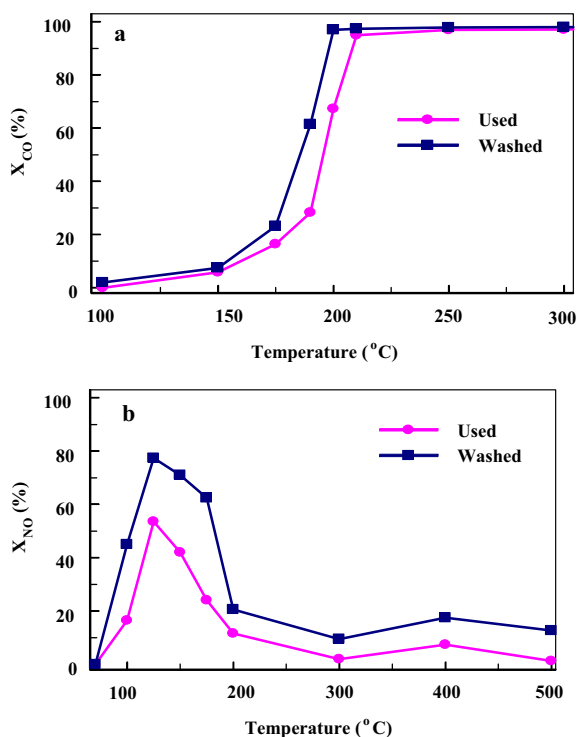 a
100
80
60
40
20
0
X_CO (%)
Used
Washed
100 150 200 250 300
Temperature (°C)
b
100
80
60
40
20
0
X_NO (%)
Used
Washed
100 200 300 400 500
Temperature (°C)